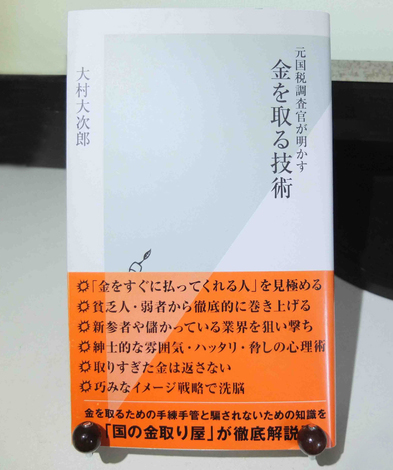 元国税調査官が明かす
金を取る技術
大村大次郎
「金をすぐに払ってくれる人」を見極める
貧乏人・弱者から徹底的に巻き上げる
新参者や儲かっている業界を狙い撃ち
紳士的な雰囲気・ハッタリ・脅しの心理術
取りすぎた金は返さない
巧みなイメージ戦略で洗脳
金を取るための手練手管と騙されないための知識を
「国の金取り屋」が徹底解説